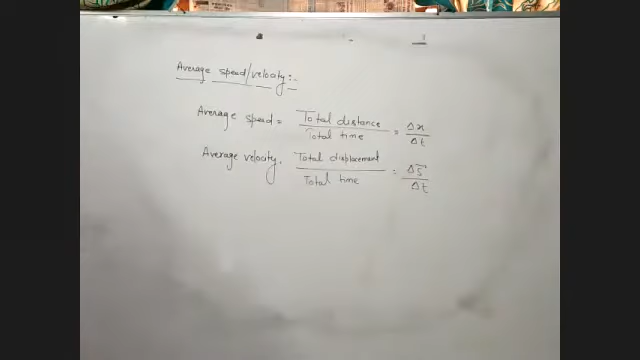 Average speed/velocity:-
Average speed = Total distance / Total time = Δx / Δt
Average velocity. Total displacement / Total time = Δs⃗ / Δt